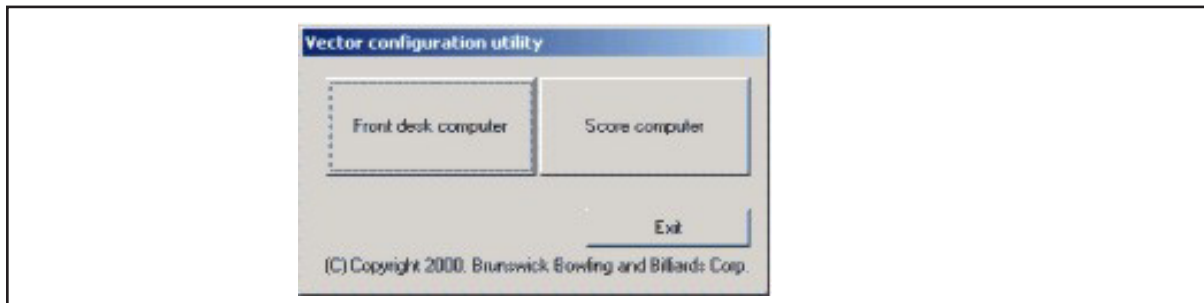 Vector configuration utility
Front desk computer
Score computer
Exit
(C) Copyright 2000. Brunswick Bowling and Billiards Corp.